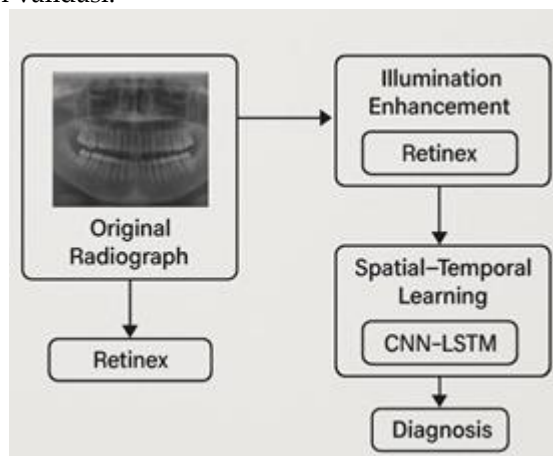 Original
Radiograph
Retinex
Illumination
Enhancement
Retinex
Spatial–Temporal
Learning
CNN–LSTM
Diagnosis